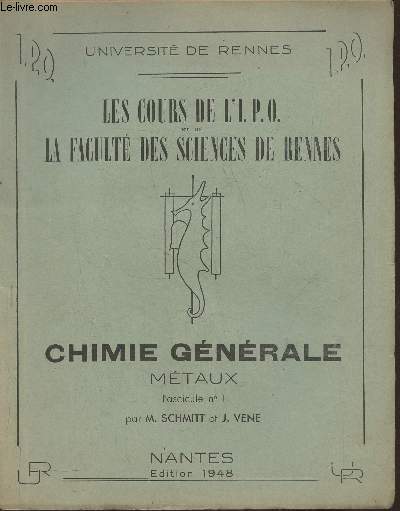 Le-livre.com
I.P.O.
UNIVERSITÉ DE RENNES
I.P.O.
LES COURS DE L'I.P.O.
ET DE
LA FACULTÉ DES SCIENCES DE RENNES
CHIMIE GÉNÉRALE
MÉTAUX
Fascicule n° 1
par M. SCHMITT et J. VENE
NANTES
Edition 1948